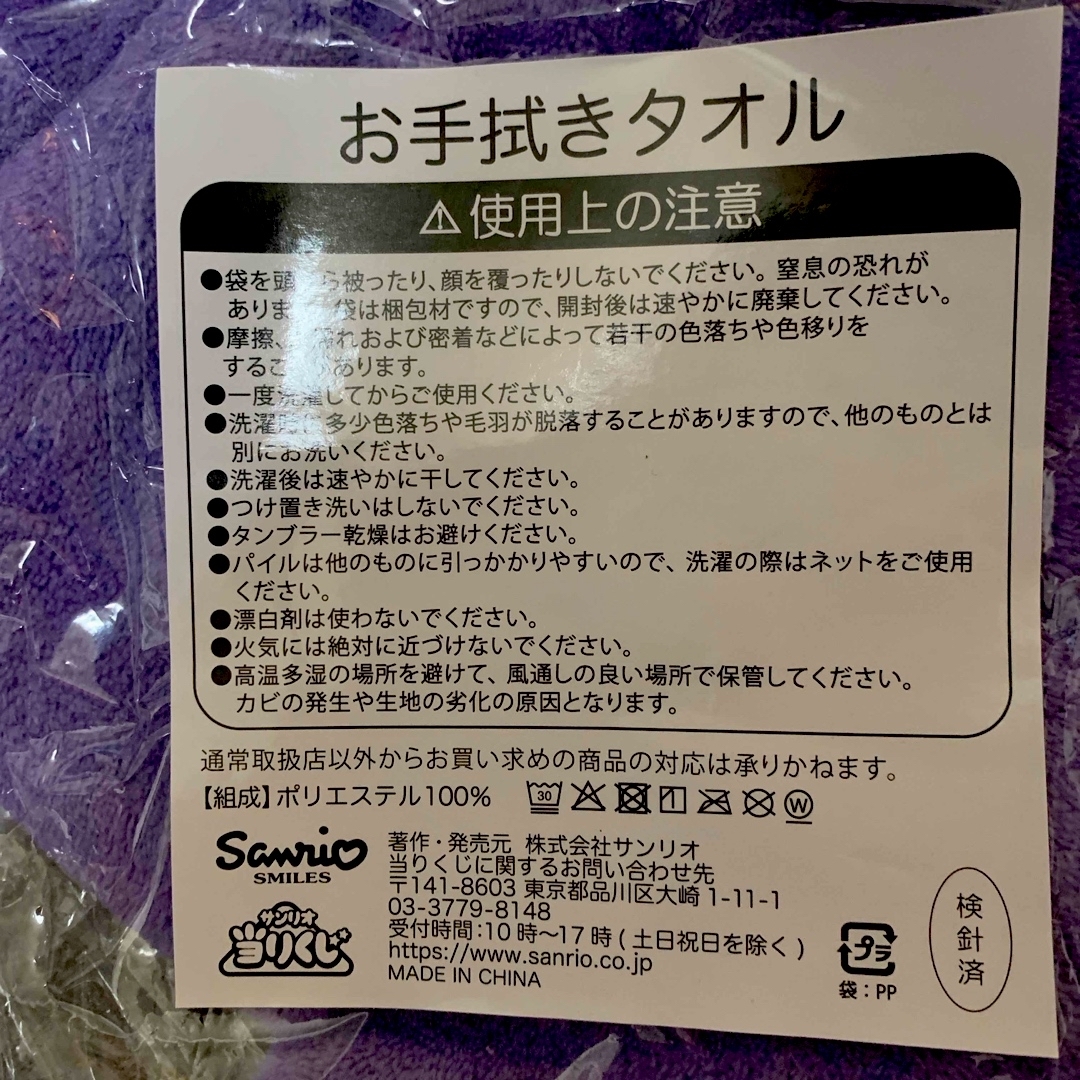 お手拭きタオル
⚠使用上の注意
●袋を頭 ら被ったり、顔を覆ったりしないでください。窒息の恐れが
ありま 袋は梱包材ですので、開封後は速やかに廃棄してください。
●摩擦、 れおよび密着などによって若干の色落ちや色移りを
するこ あります。
●一度洗濯してからご使用ください。
●洗濯 多少色落ちや毛羽が脱落することがありますので、他のものとは
別にお洗いください。
●洗濯後は速やかに干してください。
●つけ置き洗いはしないでください。
●タンブラー乾燥はお避けください。
●パイルは他のものに引っかかりやすいので、洗濯の際はネットをご使用
ください。
●漂白剤は使わないでください。
●火気には絶対に近づけないでください。
●高温多湿の場所を避けて、風通しの良い場所で保管してください。
カビの発生や生地の劣化の原因となります。
通常取扱店以外からお買い求めの商品の対応は承りかねます。
【組成】ポリエステル100% 30 W
Sanrio
SMILES
サンリオ
当りくじ
著作・発売元 株式会社サンリオ
当りくじに関するお問い合わせ先
〒141-8603 東京都品川区大崎 1-11-1
03-3779-8148
受付時間:10 時〜17 時 ( 土日祝日を除く )
https://www.sanrio.co.jp
MADE IN CHINA
プラ
袋：PP
検針済